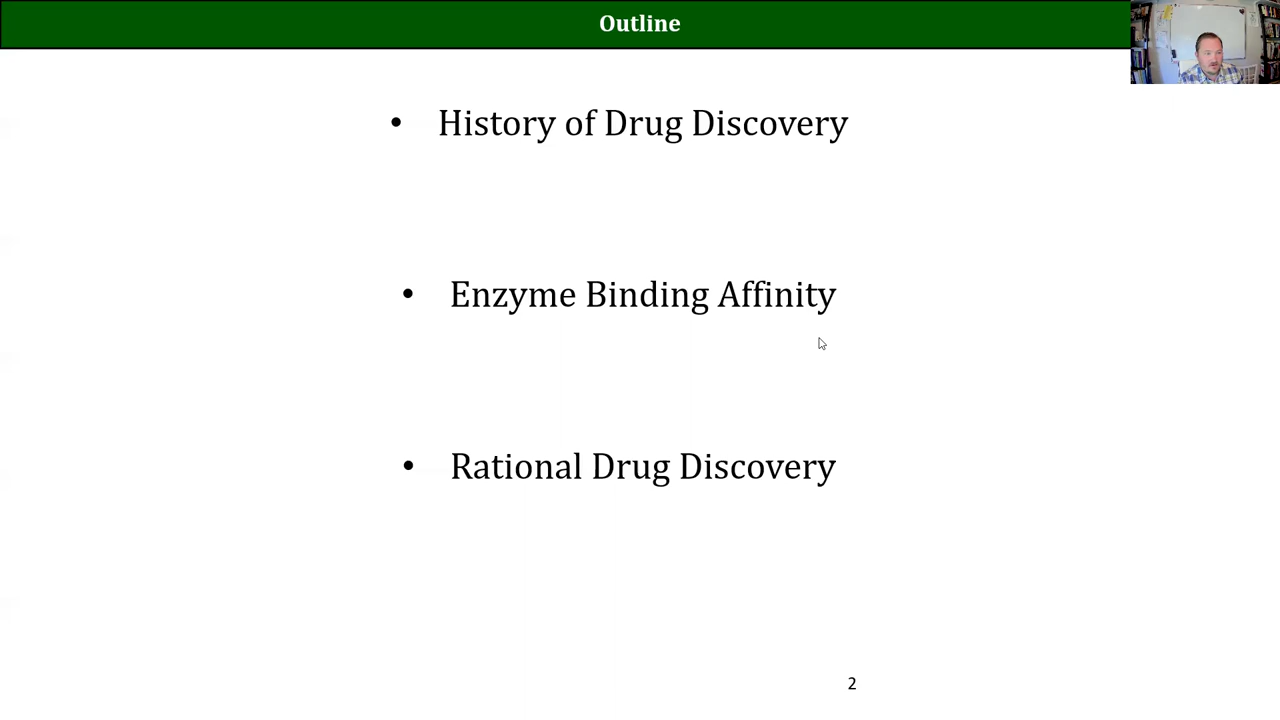 Outline
• History of Drug Discovery
• Enzyme Binding Affinity
• Rational Drug Discovery
2